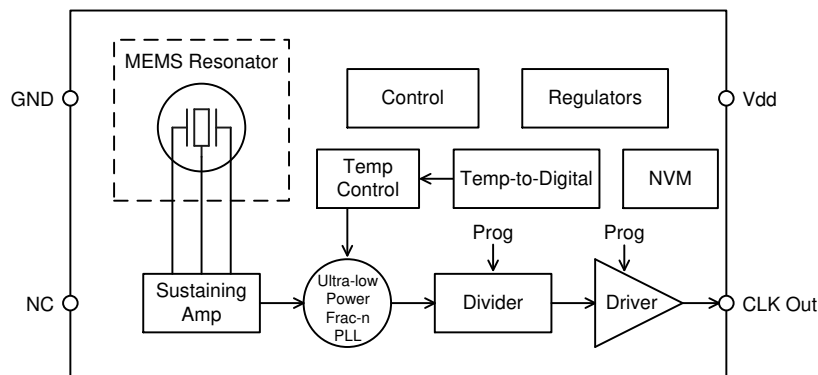 MEMS Resonator
GND
Control
Regulators
Vdd
Temp
Control
Temp-to-Digital
NVM
Prog
Prog
NC
Sustaining
Amp
Ultra-low
Power
Frac-n
PLL
Divider
Driver
CLK Out